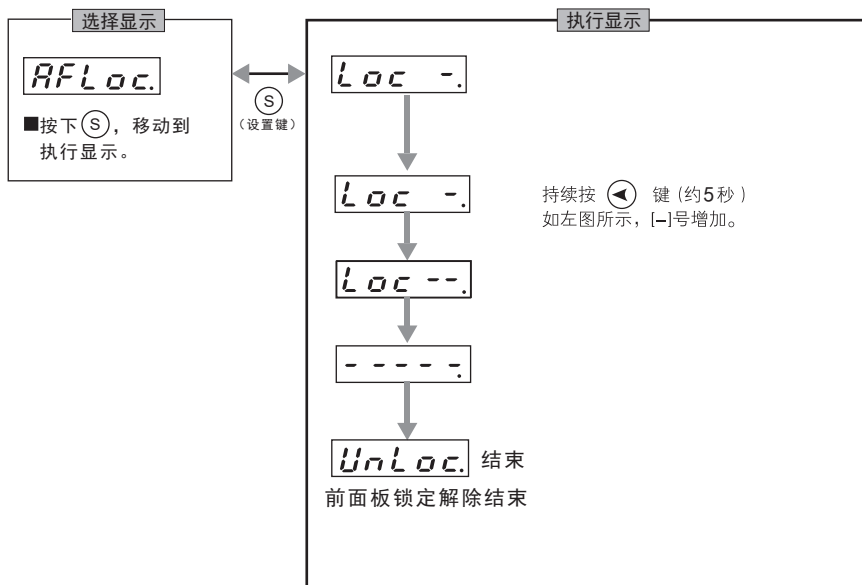 选择显示
AFLoc.
■按下Ⓢ，移动到
执行显示。
S
（设置键）
执行显示
Loc -.
Loc -.
持续按 键 (约5秒 )
如左图所示，[–]号增加。
Loc --.
- - - - -.
UnLoc. 结束
前面板锁定解除结束